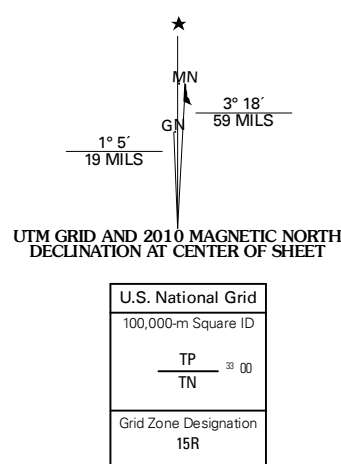 ★
MN
3° 18´
59 MILS
GN
1° 5´
19 MILS
UTM GRID AND 2010 MAGNETIC NORTH
DECLINATION AT CENTER OF SHEET
U.S. National Grid
100,000-m Square ID
TP
33 00
TN
Grid Zone Designation
15R